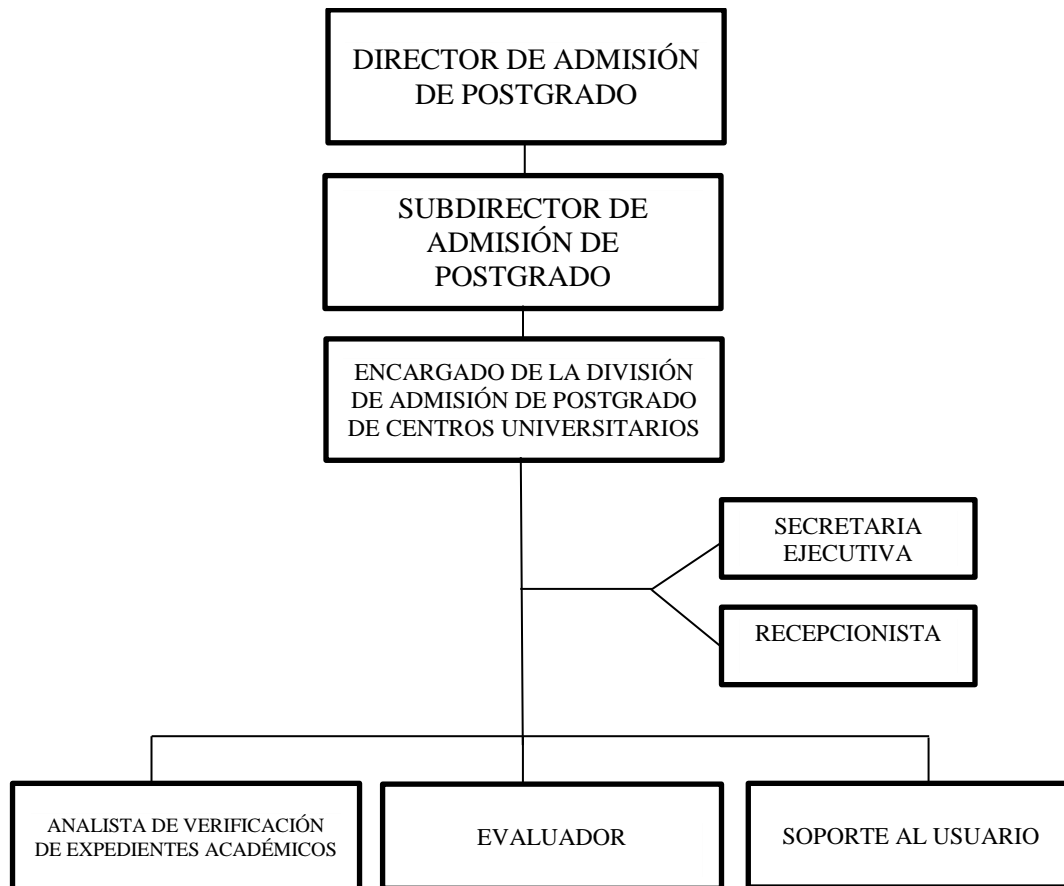 DIRECTOR DE ADMISIÓN
DE POSTGRADO
SUBDIRECTOR DE
ADMISIÓN DE
POSTGRADO
ENCARGADO DE LA DIVISIÓN
DE ADMISIÓN DE POSTGRADO
DE CENTROS UNIVERSITARIOS
SECRETARIA
EJECUTIVA
RECEPCIONISTA
ANALISTA DE VERIFICACIÓN
DE EXPEDIENTES ACADÉMICOS
EVALUADOR
SOPORTE AL USUARIO